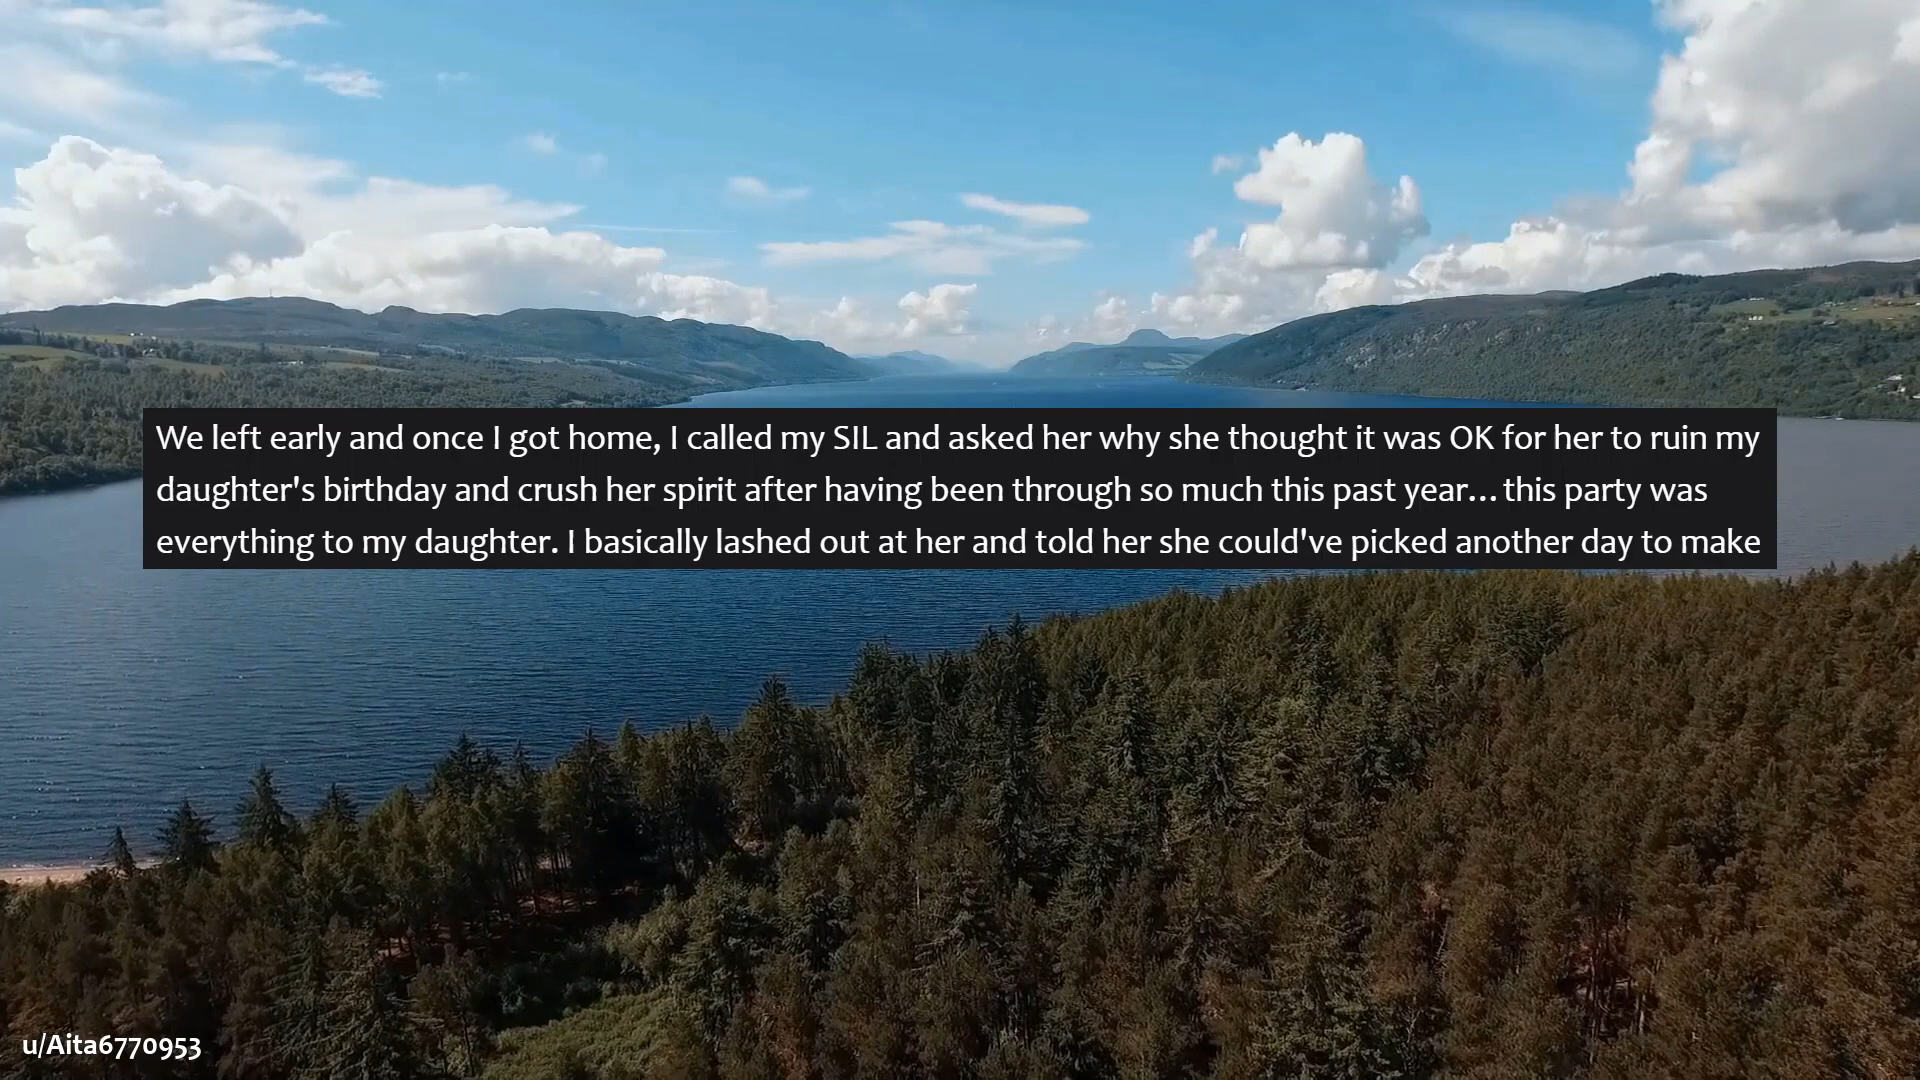 We left early and once I got home, I called my SIL and asked her why she thought it was OK for her to ruin my
daughter's birthday and crush her spirit after having been through so much this past year... this party was
everything to my daughter. I basically lashed out at her and told her she could've picked another day to make
u/Aita6770953